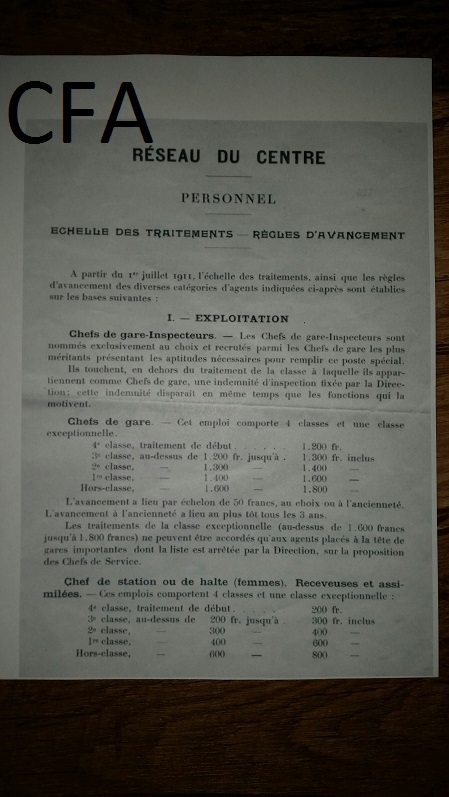 CFA
RÉSEAU DU CENTRE
PERSONNEL
ECHELLE DES TRAITEMENTS — RÈGLES D'AVANCEMENT
A partir du 1er juillet 1911, l'échelle des traitements, ainsi que les règles
d'avancement des diverses catégories d'agents indiquées ci-après sont établies
sur les bases suivantes :
I. — EXPLOITATION
Chefs de gare-Inspecteurs. — Les Chefs de gare-Inspecteurs sont
nommés exclusivement au choix et recrutés parmi les Chefs de gare les plus
méritants présentant les aptitudes nécessaires pour remplir ce poste spécial.
Ils touchent, en dehors du traitement de la classe à laquelle ils appar-
tiennent comme Chefs de gare, une indemnité d'inspection fixée par la Direc-
tion; cette indemnité disparaît en même temps que les fonctions qui la
motivent.
Chefs de gare. — Cet emploi comporte 4 classes et une classe
exceptionnelle.
4e classe, traitement de début . . . . . 1.200 fr.
3e classe, au-dessus de 1.200 fr. jusqu'à . 1.300 fr. inclus
2e classe, — 1.300 — 1.400 —
1re classe, — 1.400 — 1.600 —
Hors-classe, — 1.600 — 1.800 —
L'avancement a lieu par échelon de 50 francs, au choix ou à l'ancienneté.
L'avancement à l'ancienneté a lieu au plus tôt tous les 3 ans.
Les traitements de la classe exceptionnelle (au-dessus de 1.600 francs
jusqu'à 1.800 francs) ne peuvent être accordés qu'aux agents placés à la tête de
gares importantes dont la liste est arrêtée par la Direction, sur la proposition
des Chefs de Service.
Chef de station ou de halte (femmes). Receveuses et assi-
milées. — Ces emplois comportent 4 classes et une classe exceptionnelle :
4e classe, traitement de début . . . . 200 fr.
3e classe, au-dessus de 200 fr. jusqu'à 300 fr. inclus
2e classe, — 300 — 400 —
1re classe, — 400 — 600 —
Hors-classe, — 600 — 800 —